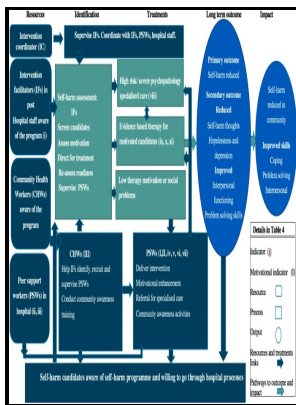 Resources
Identification
Treatments
Long term outcome
Impact
Intervention
coordinator (IC)
Supervise IFs. Coordinate with IFs, PSWs, hospital staff.
Intervention
facilitators (IFs) in
post
Hospital staff aware
of the program (i)
Community Health
Workers (CHWs)
aware of the
program
Peer support
workers (PSWs) in
hospital (ii, iii)
Self-harm assessment:
IFs
Screen candidates
Assess motivation
Direct for treatment
Re-assess readiness
Supervise PSWs
High risk/ severe psychopathology
specialised care (viii)
Evidence based therapy for
motivated candidates (ix, x, xi)
Low therapy motivation or social
problems
CHWs (III)
Help IFs identify, recruit and
supervise PSWs
Conduct community awareness
training
PSWs (I,II, iv, v, vi, vii)
Deliver intervention
Motivational enhancement
Referral for specialised care
Community awareness activities
Primary outcome
Self-harm reduced
Secondary outcome
Reduced
Self-harm thoughts
Hopelessness and
depression
Improved
Interpersonal
functioning
Problem solving skills
Self-harm
reduced in
community
Improved skills
Coping
Problem solving
Interpersonal
Details in Table 4
Indicator (i)
Motivational indicator (I)
Resource
Process
Output
Resources and treatments
links
Pathways to outcome and
impact
Self-harm candidates aware of self-harm programme and willing to go through hospital processes